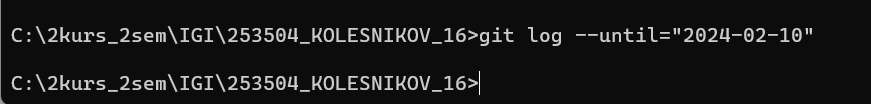 C:\2kurs_2sem\IGI\253504_KOLESNIKOV_16>git log --until="2024-02-10"
C:\2kurs_2sem\IGI\253504_KOLESNIKOV_16>